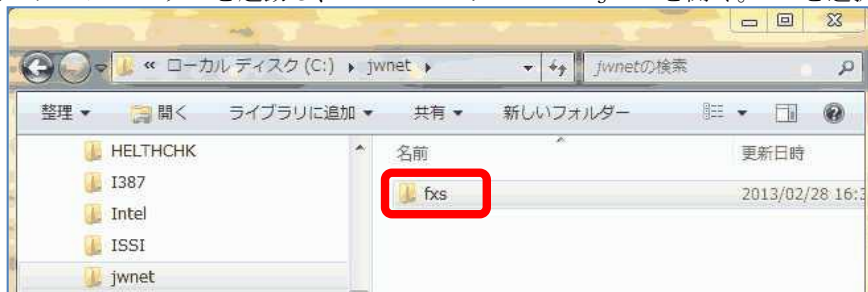 « ローカル ディスク (C:) ▸ jwnet ▸ jwnetの検索
整理 ▼ 開く ライブラリに追加 ▼ 共有 ▼ 新しいフォルダー
HELTHCHK
名前 更新日時
I387
fxs 2013/02/28 16:3
Intel
ISSI
jwnet